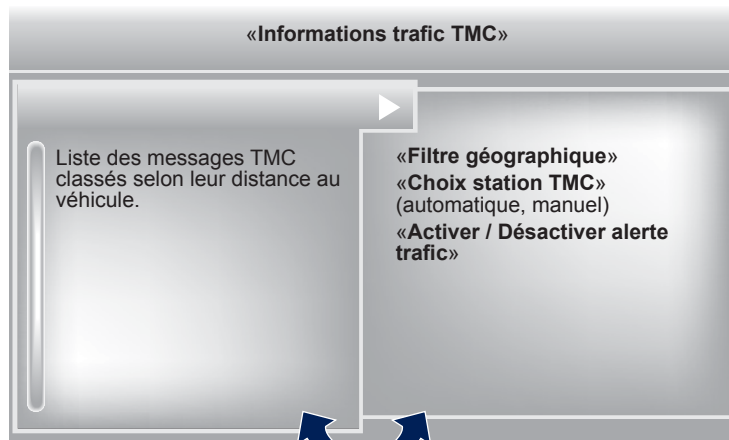 «Informations trafic TMC»
Liste des messages TMC
classés selon leur distance au
véhicule.
«Filtre géographique»
«Choix station TMC»
(automatique, manuel)
«Activer / Désactiver alerte
trafic»